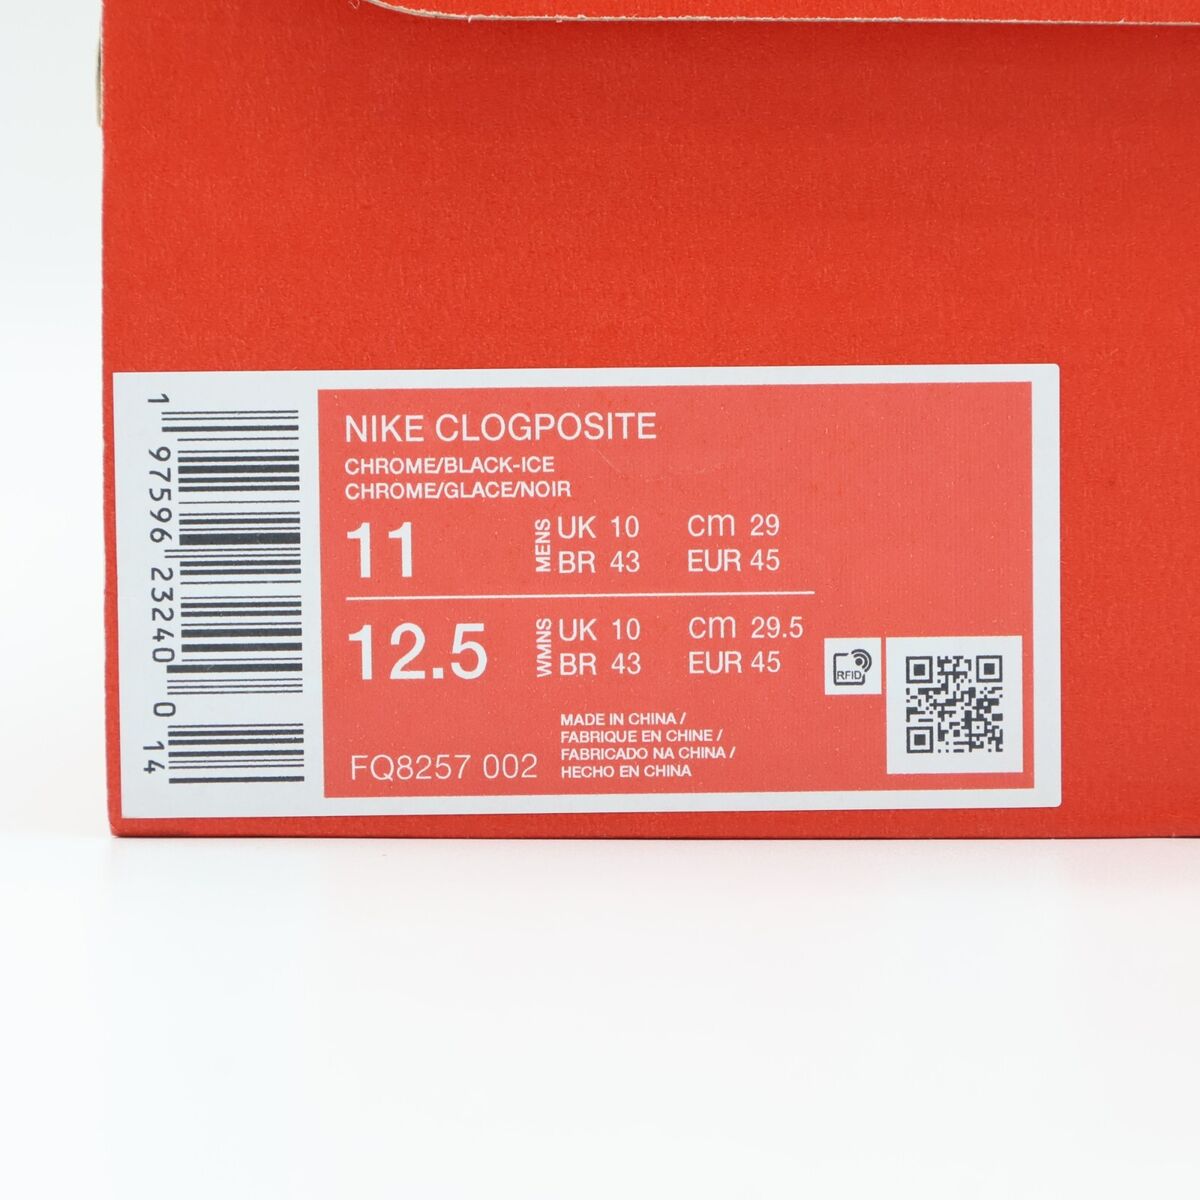 NIKE CLOGPOSITE
CHROME/BLACK-ICE
CHROME/GLACE/NOIR
11 MENS UK 10 cm 29
BR 43 EUR 45
12.5 WMNS UK 10 cm 29.5
BR 43 EUR 45
RFID
MADE IN CHINA /
FABRIQUE EN CHINE /
FABRICADO NA CHINA /
HECHO EN CHINA
FQ8257 002
1 97596 23240 0 14